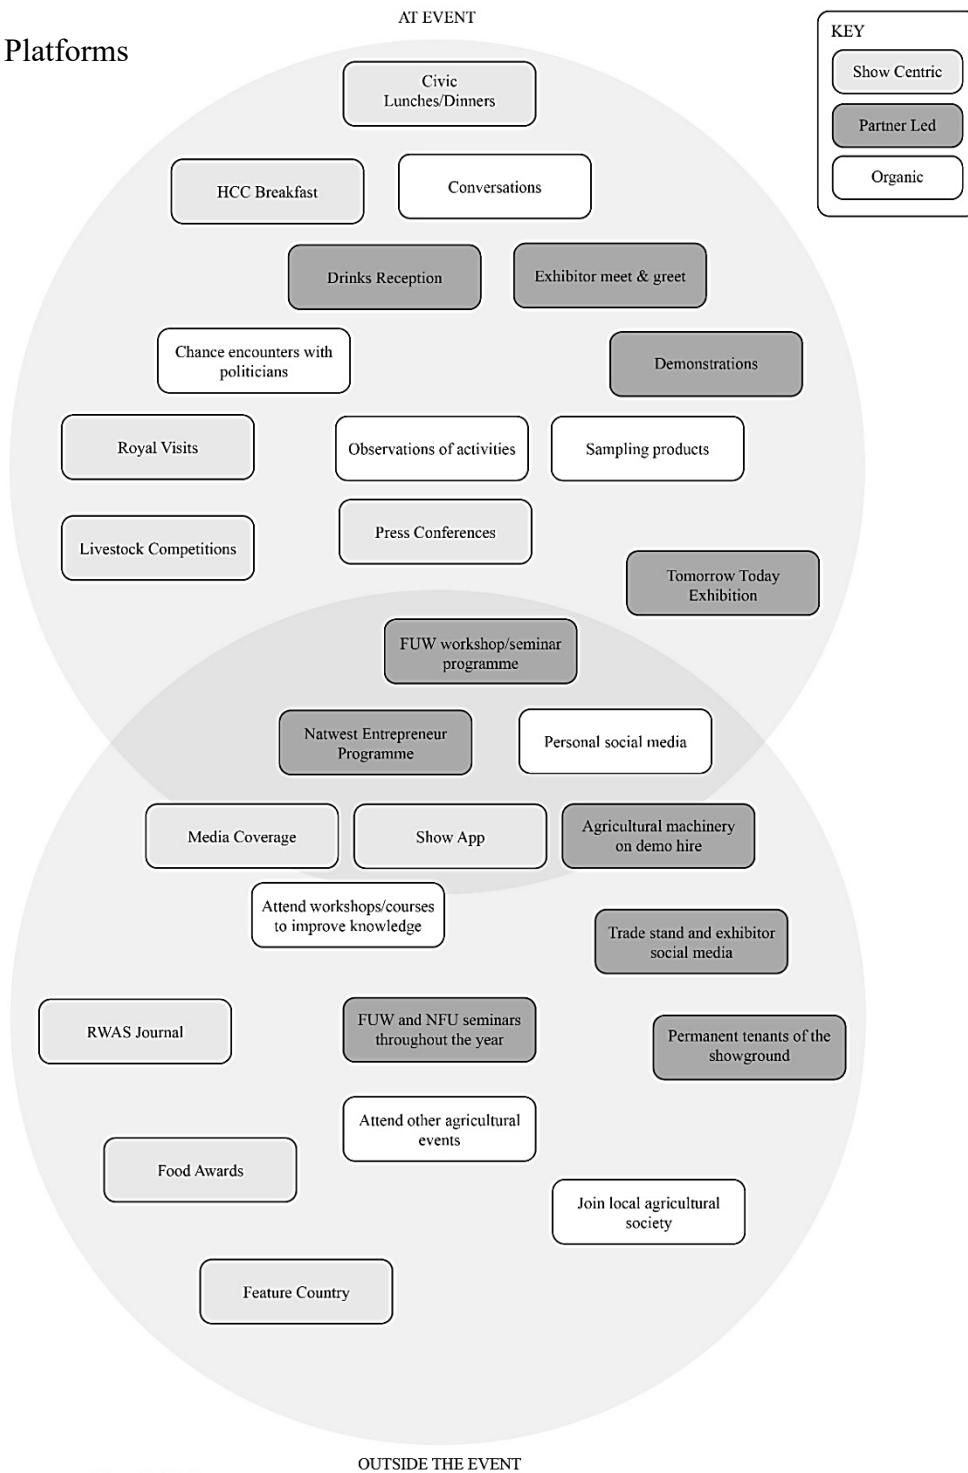 AT EVENT
Platforms
KEY
Show Centric
Partner Led
Organic
Civic
Lunches/Dinners
HCC Breakfast
Conversations
Drinks Reception
Exhibitor meet & greet
Chance encounters with
politicians
Demonstrations
Royal Visits
Observations of activities
Sampling products
Livestock Competitions
Press Conferences
Tomorrow Today
Exhibition
FUW workshop/seminar
programme
Natwest Entrepreneur
Programme
Personal social media
Media Coverage
Show App
Agricultural machinery
on demo hire
Attend workshops/courses
to improve knowledge
Trade stand and exhibitor
social media
RWAS Journal
FUW and NFU seminars
throughout the year
Permanent tenants of the
showground
Attend other agricultural
events
Food Awards
Join local agricultural
society
Feature Country
OUTSIDE THE EVENT